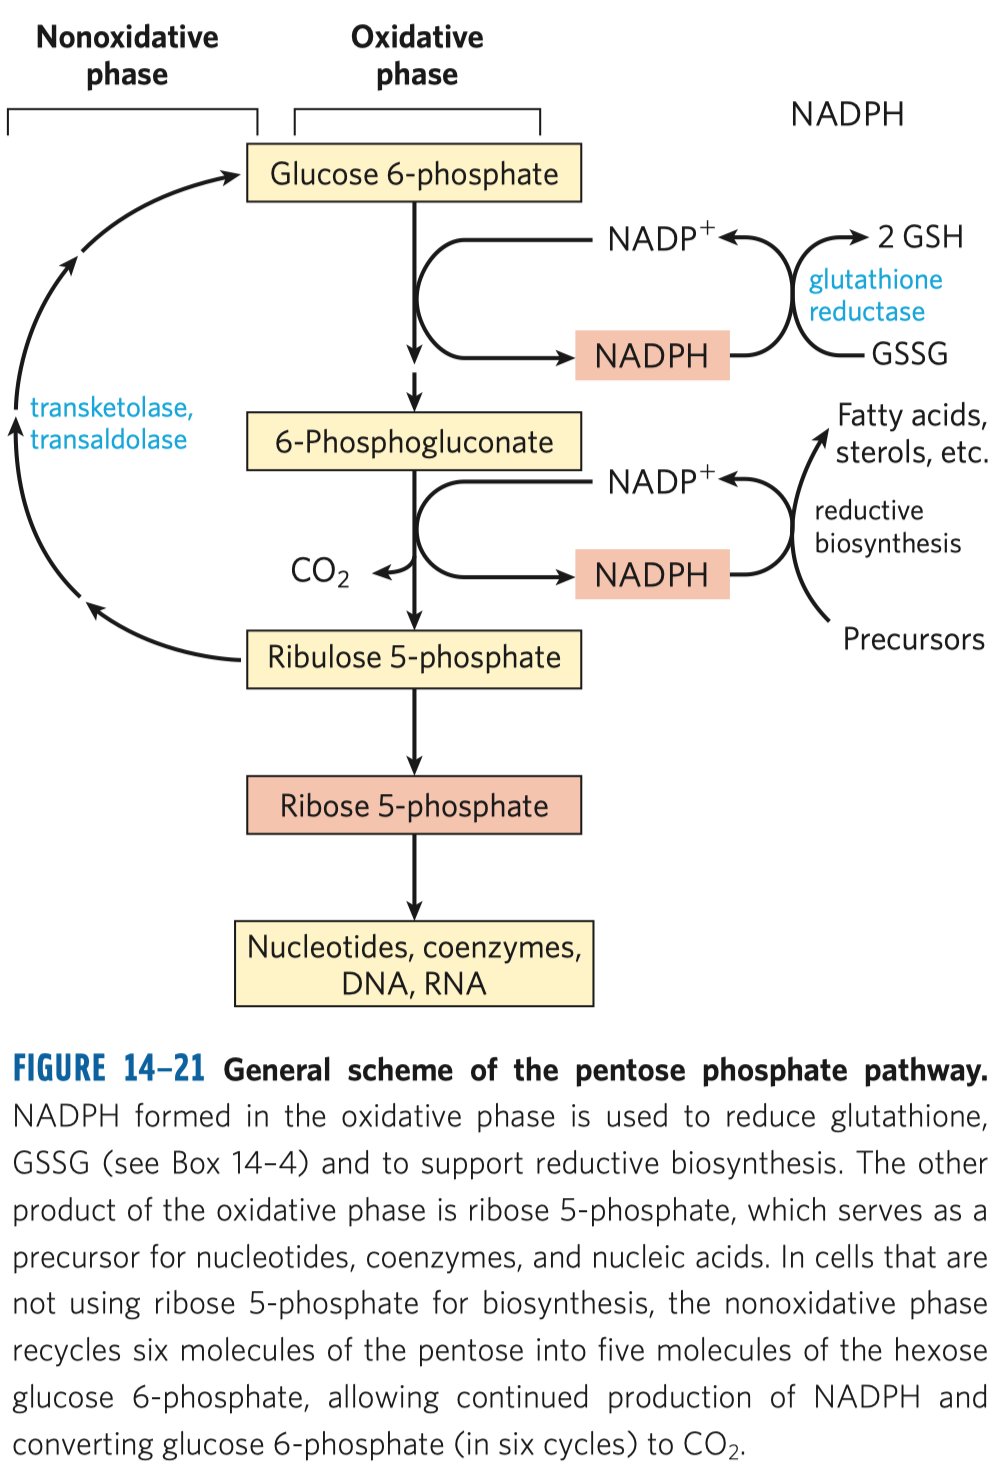 Nonoxidative
phase
Oxidative
phase
NADPH
Glucose 6-phosphate
NADP+
2 GSH
glutathione
reductase
NADPH
GSSG
transketolase,
transaldolase
6-Phosphogluconate
Fatty acids,
sterols, etc.
NADP+
reductive
biosynthesis
CO2
NADPH
Precursors
Ribulose 5-phosphate
Ribose 5-phosphate
Nucleotides, coenzymes,
DNA, RNA
FIGURE 14–21 General scheme of the pentose phosphate pathway.
NADPH formed in the oxidative phase is used to reduce glutathione,
GSSG (see Box 14–4) and to support reductive biosynthesis. The other
product of the oxidative phase is ribose 5-phosphate, which serves as a
precursor for nucleotides, coenzymes, and nucleic acids. In cells that are
not using ribose 5-phosphate for biosynthesis, the nonoxidative phase
recycles six molecules of the pentose into five molecules of the hexose
glucose 6-phosphate, allowing continued production of NADPH and
converting glucose 6-phosphate (in six cycles) to CO2.